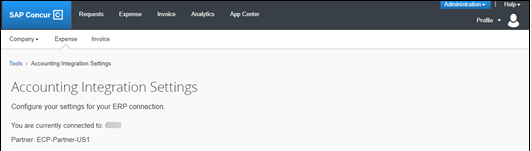 Administration | Help
SAP Concur C Requests Expense Invoice Analytics App Center
Profile
Company Expense Invoice
Tools > Accounting Integration Settings
Accounting Integration Settings
Configure your settings for your ERP connection.
You are currently connected to:
Partner: ECP-Partner-US1